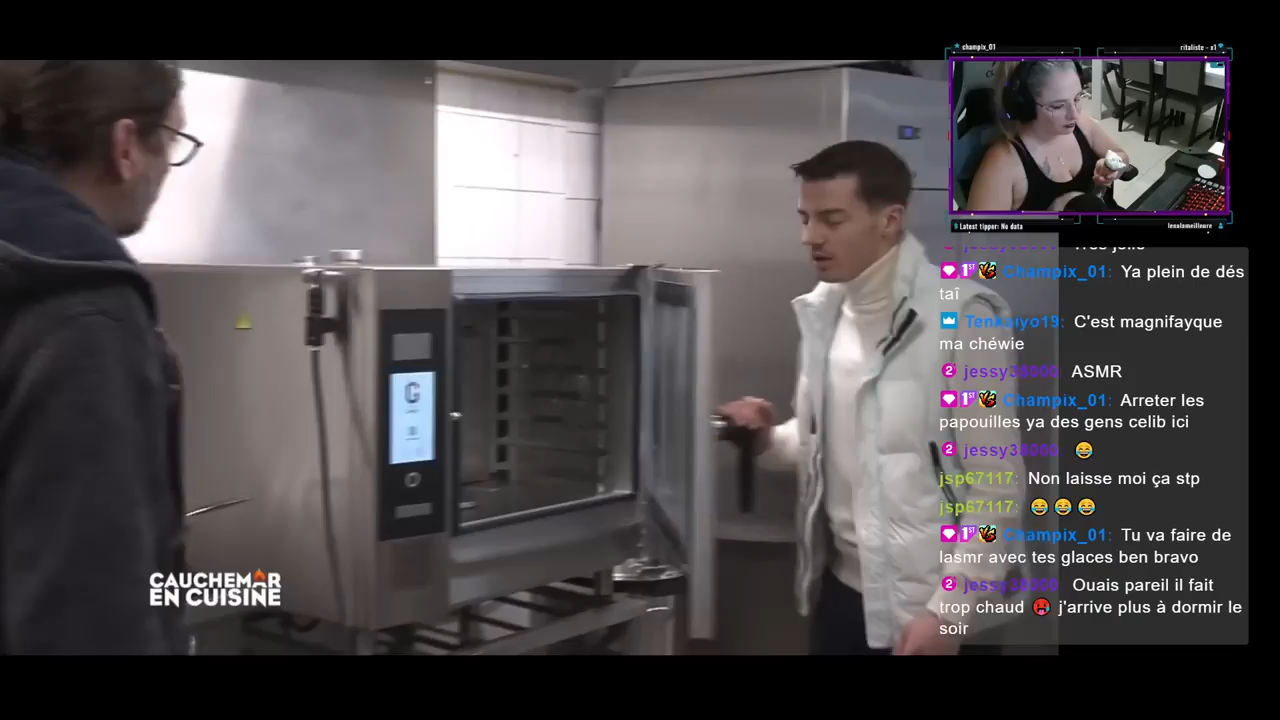 champix_01
ritaliste - x1
Latest tipper: No data
lenalameilleure
Champix_01: Ya plein de dés
taî
Tenkaiyo19: C'est magnifayque
ma chéwie
jessy38000 ASMR
Champix_01: Arreter les
papouilles ya des gens celib ici
jessy38000 😂
jsp67117: Non laisse moi ça stp
jsp67117: 😂 😂 😂
Champix_01: Tu va faire de
lasmr avec tes glaces ben bravo
jessy38000 Ouais pareil il fait
trop chaud 🥵 j'arrive plus à dormir le
soir
CAUCHEMAR
EN CUISINE